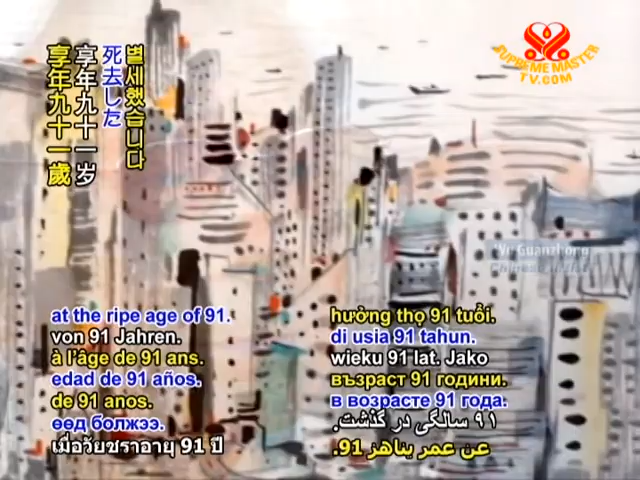 별세했습니다
死去した
享年九十一岁
享年九十一歲
SUPREME MASTER
TV.COM
Wu Guanzhong
at the ripe age of 91.
von 91 Jahren.
à l'âge de 91 ans.
edad de 91 años.
de 91 anos.
өөд болжээ.
เมื่อวัยชราอายุ 91 ปี
hưởng thọ 91 tuổi.
di usia 91 tahun.
wieku 91 lat. Jako
възраст 91 години.
в возрасте 91 года.
۹۱ سالگی در گذشت.
عن عمر يناهز 91.